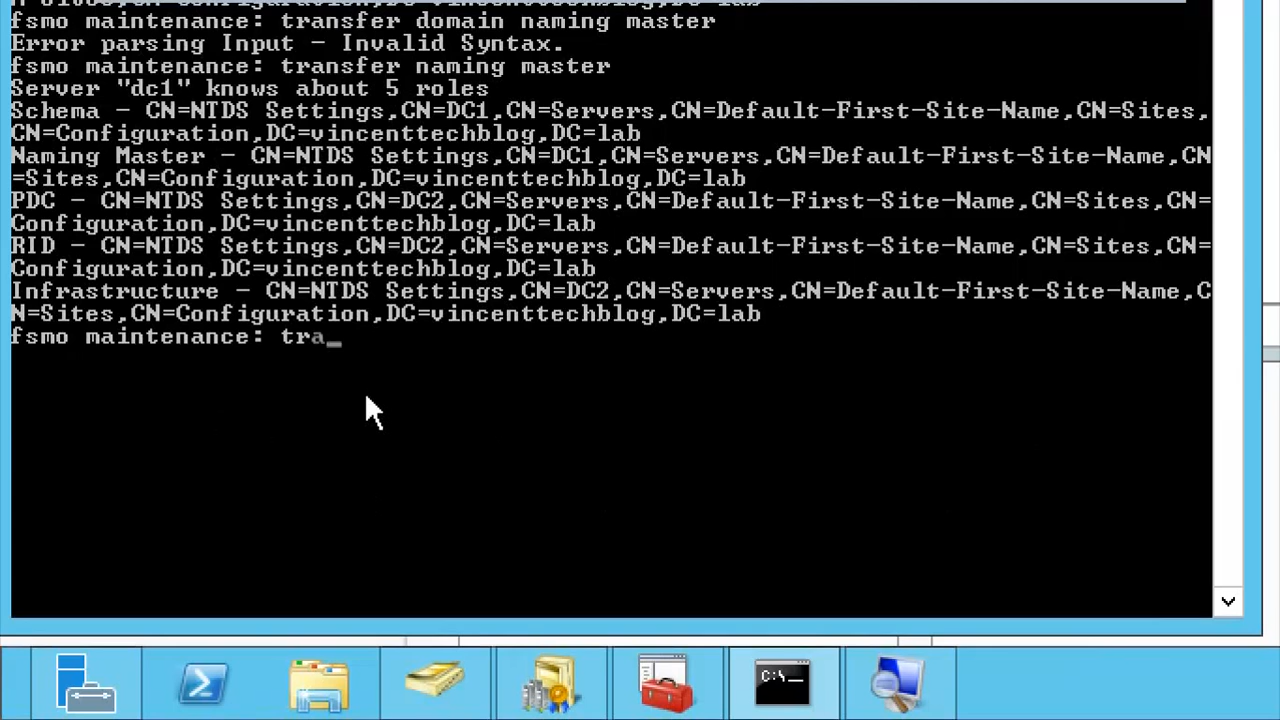 fsmo maintenance: transfer domain naming master
Error parsing Input - Invalid Syntax.
fsmo maintenance: transfer naming master
Server "dc1" knows about 5 roles
Schema - CN=NTDS Settings,CN=DC1,CN=Servers,CN=Default-First-Site-Name,CN=Sites,
CN=Configuration,DC=vincenttechblog,DC=lab
Naming Master - CN=NTDS Settings,CN=DC1,CN=Servers,CN=Default-First-Site-Name,CN
=Sites,CN=Configuration,DC=vincenttechblog,DC=lab
PDC - CN=NTDS Settings,CN=DC2,CN=Servers,CN=Default-First-Site-Name,CN=Sites,CN=
Configuration,DC=vincenttechblog,DC=lab
RID - CN=NTDS Settings,CN=DC2,CN=Servers,CN=Default-First-Site-Name,CN=Sites,CN=
Configuration,DC=vincenttechblog,DC=lab
Infrastructure - CN=NTDS Settings,CN=DC2,CN=Servers,CN=Default-First-Site-Name,C
N=Sites,CN=Configuration,DC=vincenttechblog,DC=lab
fsmo maintenance: tra_
C:\_